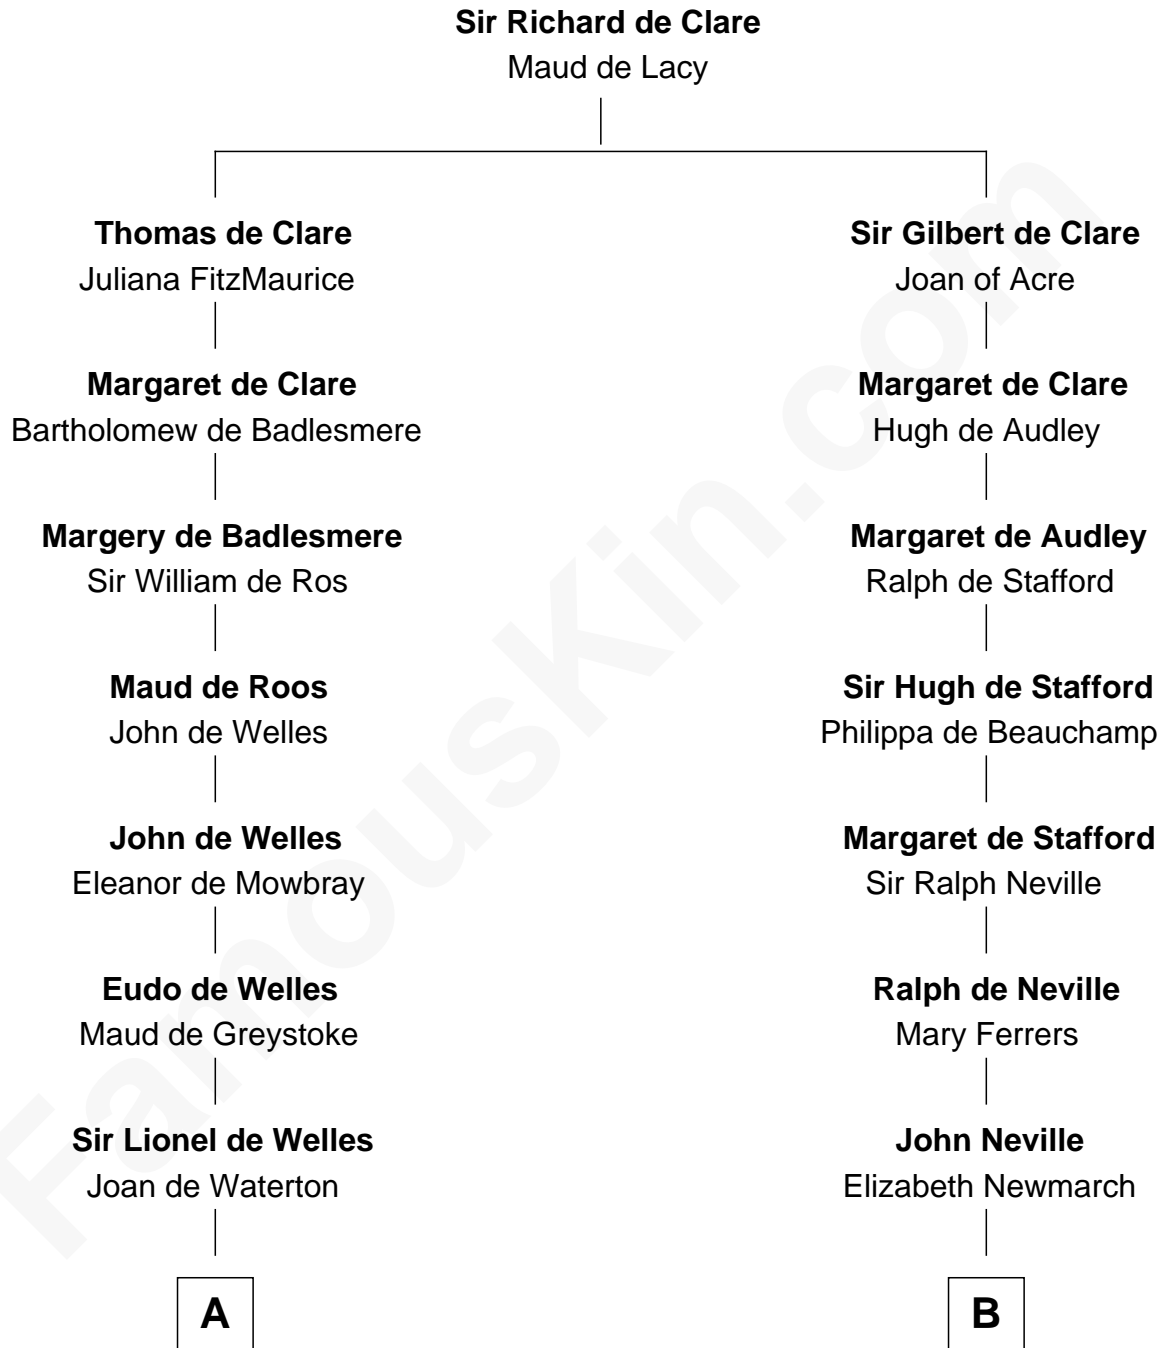 Sir Richard de Clare
Maud de Lacy
Thomas de Clare
Juliana FitzMaurice
Sir Gilbert de Clare
Joan of Acre
Margaret de Clare
Bartholomew de Badlesmere
Margaret de Clare
Hugh de Audley
Margery de Badlesmere
Sir William de Ros
Margaret de Audley
Ralph de Stafford
Maud de Roos
John de Welles
Sir Hugh de Stafford
Philippa de Beauchamp
John de Welles
Eleanor de Mowbray
Margaret de Stafford
Sir Ralph Neville
Eudo de Welles
Maud de Greystoke
Ralph de Neville
Mary Ferrers
Sir Lionel de Welles
Joan de Waterton
John Neville
Elizabeth Newmarch
A
B
FamousKin.com